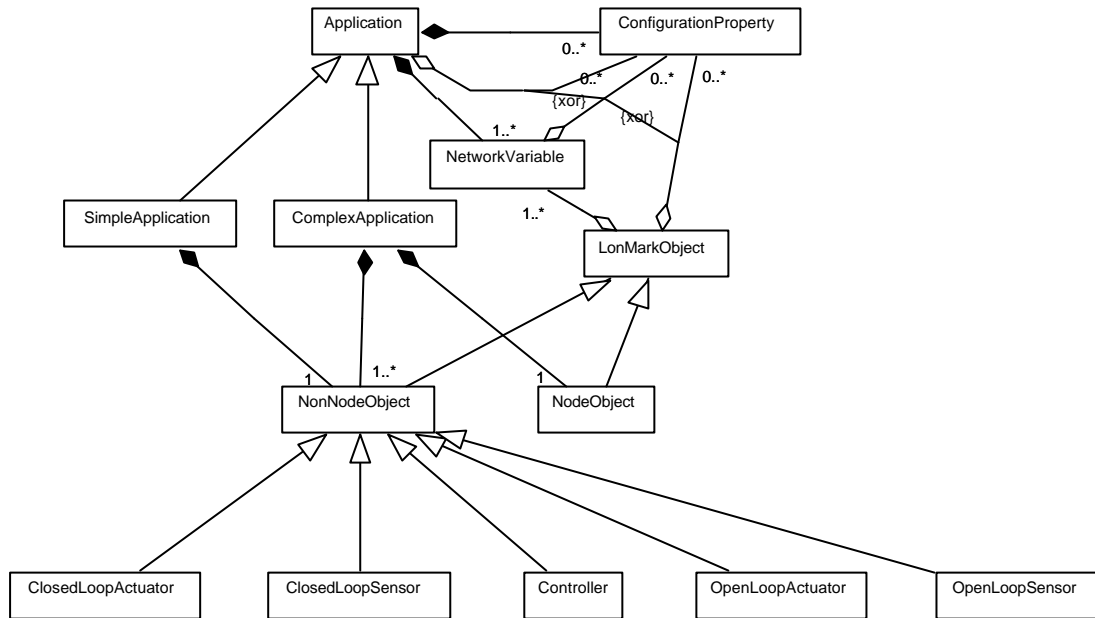 Application
ConfigurationProperty
0..*
0..*
0..*
0..*
{xor}
{xor}
1..*
NetworkVariable
SimpleApplication
ComplexApplication
1..*
LonMarkObject
1
1..*
1
NonNodeObject
NodeObject
ClosedLoopActuator
ClosedLoopSensor
Controller
OpenLoopActuator
OpenLoopSensor